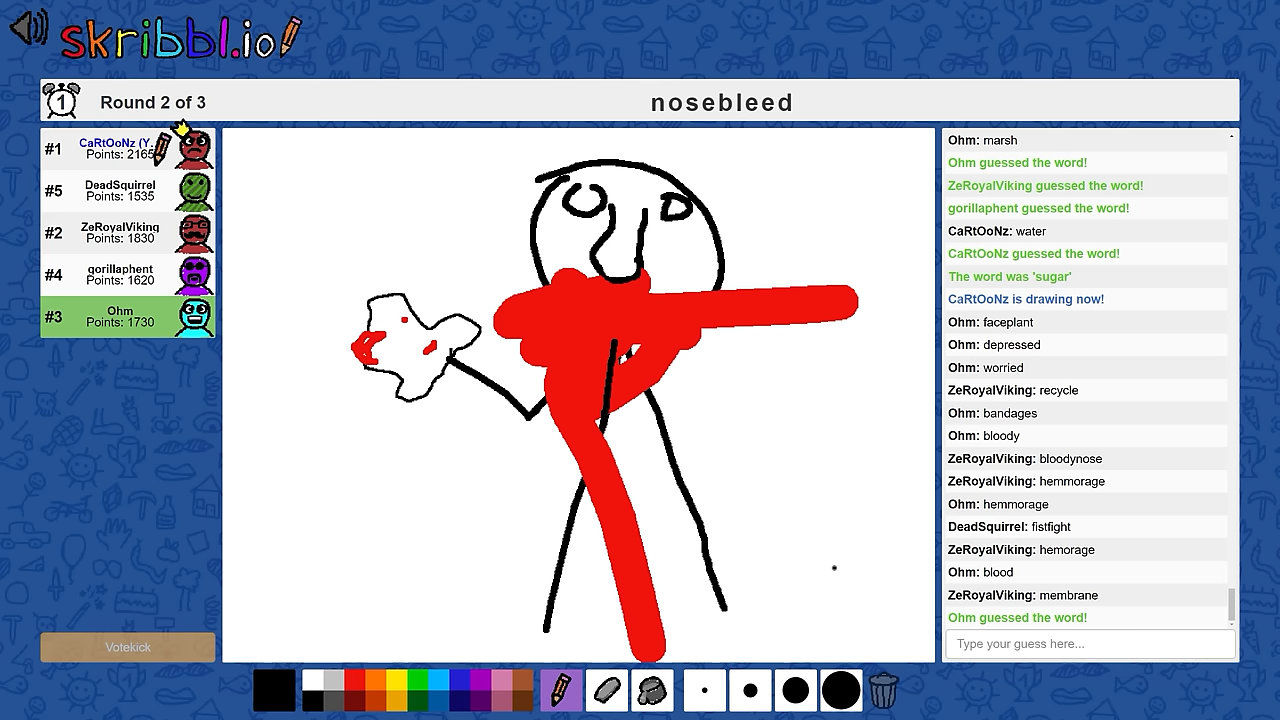 skribbl.io
1
Round 2 of 3
nosebleed
#1
CaRtOoNz (Y.
Points: 2165
#5
DeadSquirrel
Points: 1535
#2
ZeRoyalViking
Points: 1830
#4
gorillaphent
Points: 1620
#3
Ohm
Points: 1730
Votekick
Ohm: marsh
Ohm guessed the word!
ZeRoyalViking guessed the word!
gorillaphent guessed the word!
CaRtOoNz: water
CaRtOoNz guessed the word!
The word was 'sugar'
CaRtOoNz is drawing now!
Ohm: faceplant
Ohm: depressed
Ohm: worried
ZeRoyalViking: recycle
Ohm: bandages
Ohm: bloody
ZeRoyalViking: bloodynose
ZeRoyalViking: hemmorage
Ohm: hemmorage
DeadSquirrel: fistfight
ZeRoyalViking: hemorage
Ohm: blood
ZeRoyalViking: membrane
Ohm guessed the word!
Type your guess here...